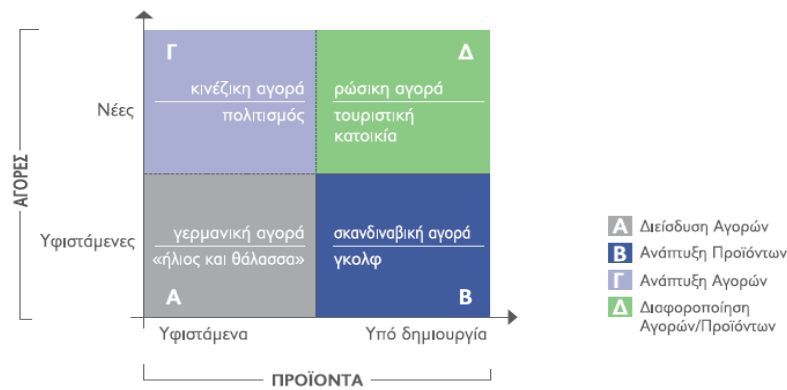 ΑΓΟΡΕΣ
Νέες
Υφιστάμενες
Γ
κινέζικη αγορά
πολιτισμός
Δ
ρώσικη αγορά
τουριστική
κατοικία
γερμανική αγορά
«ήλιος και θάλασσα»
Α
σκανδιναβική αγορά
γκολφ
Β
Υφιστάμενα
Υπό δημιουργία
ΠΡΟΪΟΝΤΑ
Α Διείσδυση Αγορών
Β Ανάπτυξη Προϊόντων
Γ Ανάπτυξη Αγορών
Δ Διαφοροποίηση
Αγορών/Προϊόντων